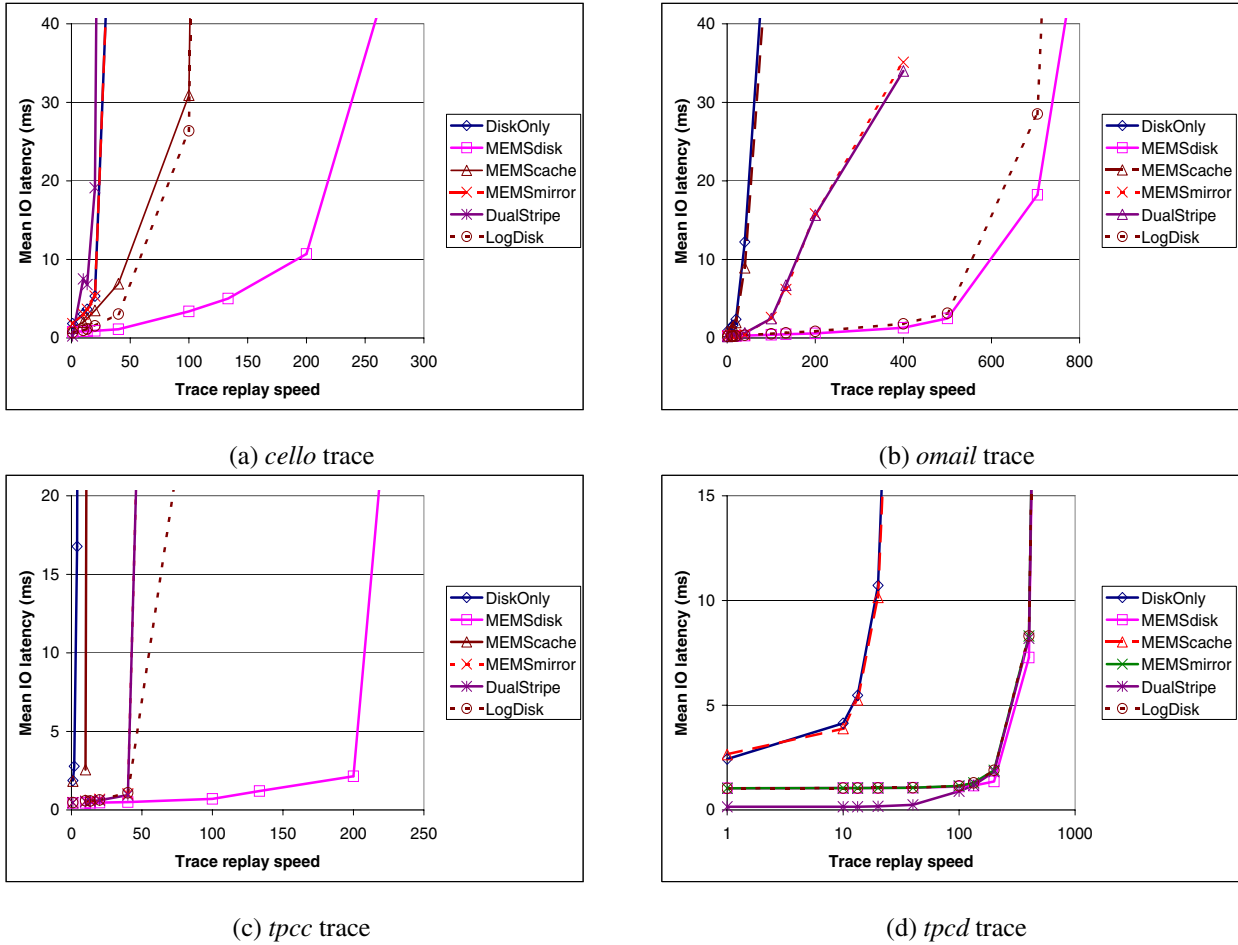 40
30
20
10
0
0 50 100 150 200 250 300
Mean IO latency (ms)
Trace replay speed
DiskOnly
MEMSdisk
MEMScache
MEMSmirror
DualStripe
LogDisk
(a) cello trace
40
30
20
10
0
0 200 400 600 800
Mean IO latency (ms)
Trace replay speed
DiskOnly
MEMSdisk
MEMScache
MEMSmirror
DualStripe
LogDisk
(b) omail trace
20
15
10
5
0
0 50 100 150 200 250
Mean IO latency (ms)
Trace replay speed
DiskOnly
MEMSdisk
MEMScache
MEMSmirror
DualStripe
LogDisk
(c) tpcc trace
15
10
5
0
1 10 100 1000
Mean IO latency (ms)
Trace replay speed
DiskOnly
MEMSdisk
MEMScache
MEMSmirror
DualStripe
LogDisk
(d) tpcd trace